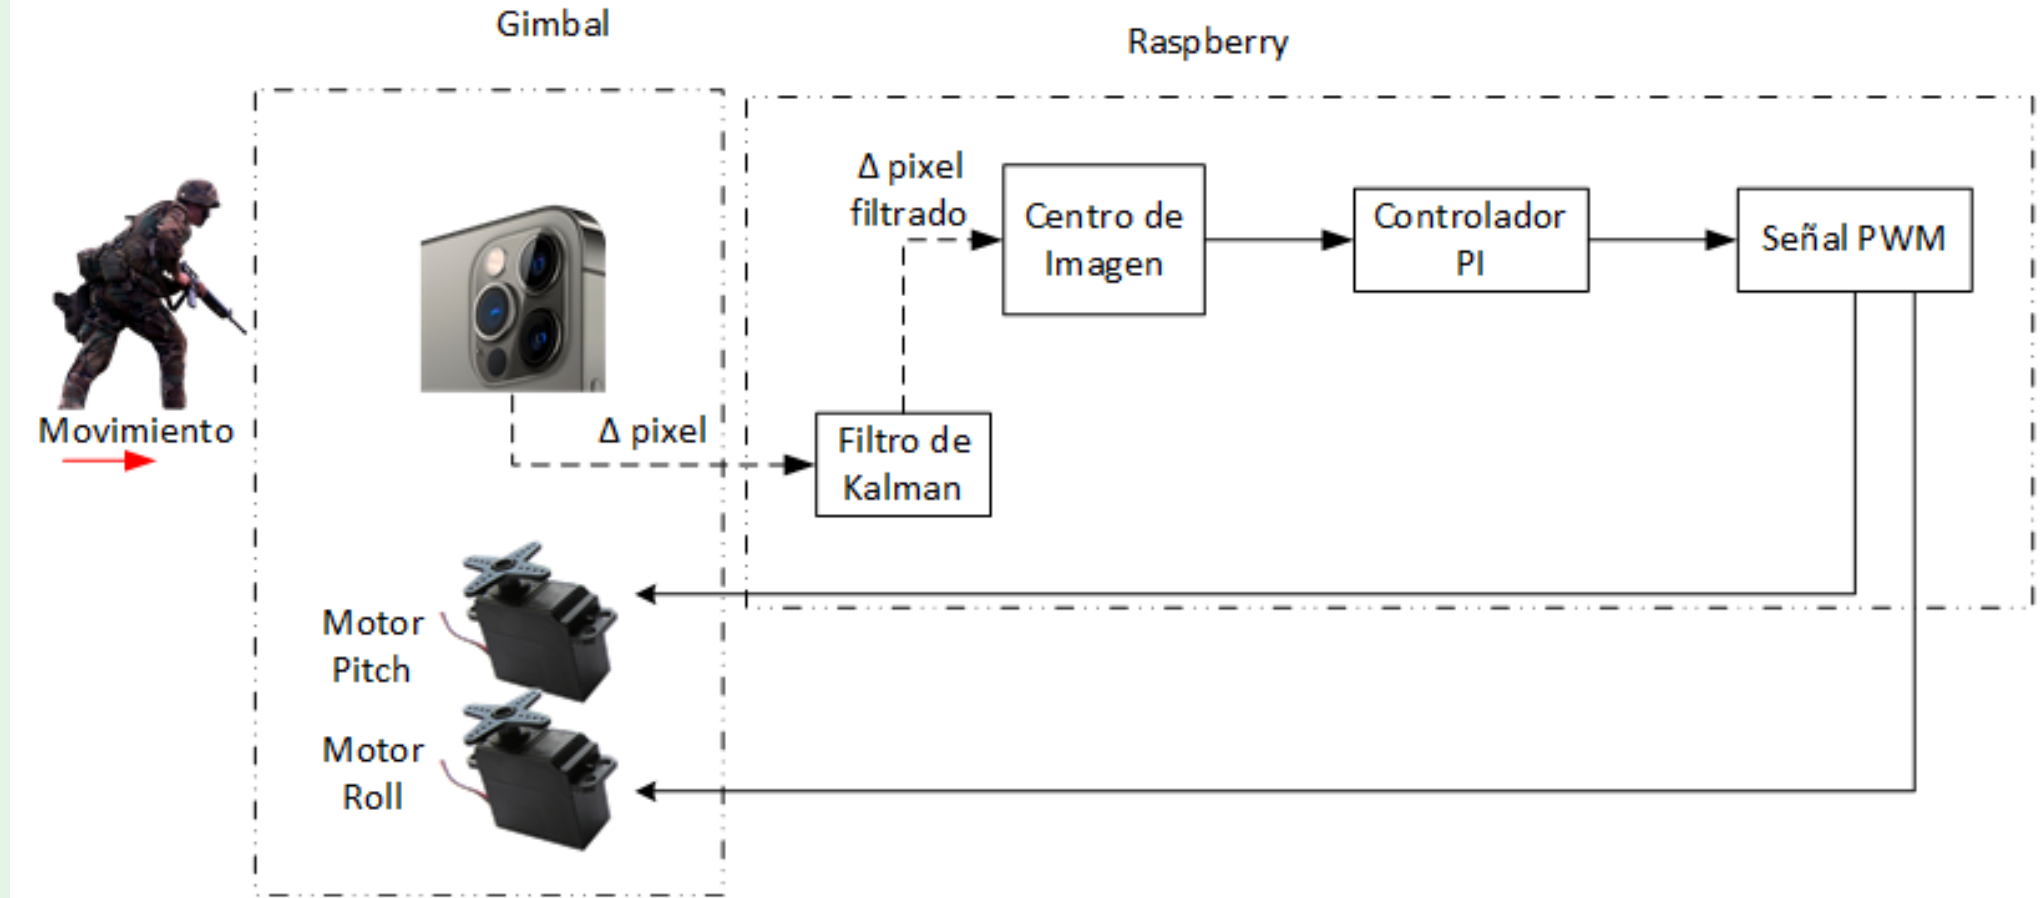 Gimbal
Raspberry
Δ pixel
filtrado
Centro de
Imagen
Controlador
PI
Señal PWM
Movimiento
Δ pixel
Filtro de
Kalman
Motor
Pitch
Motor
Roll